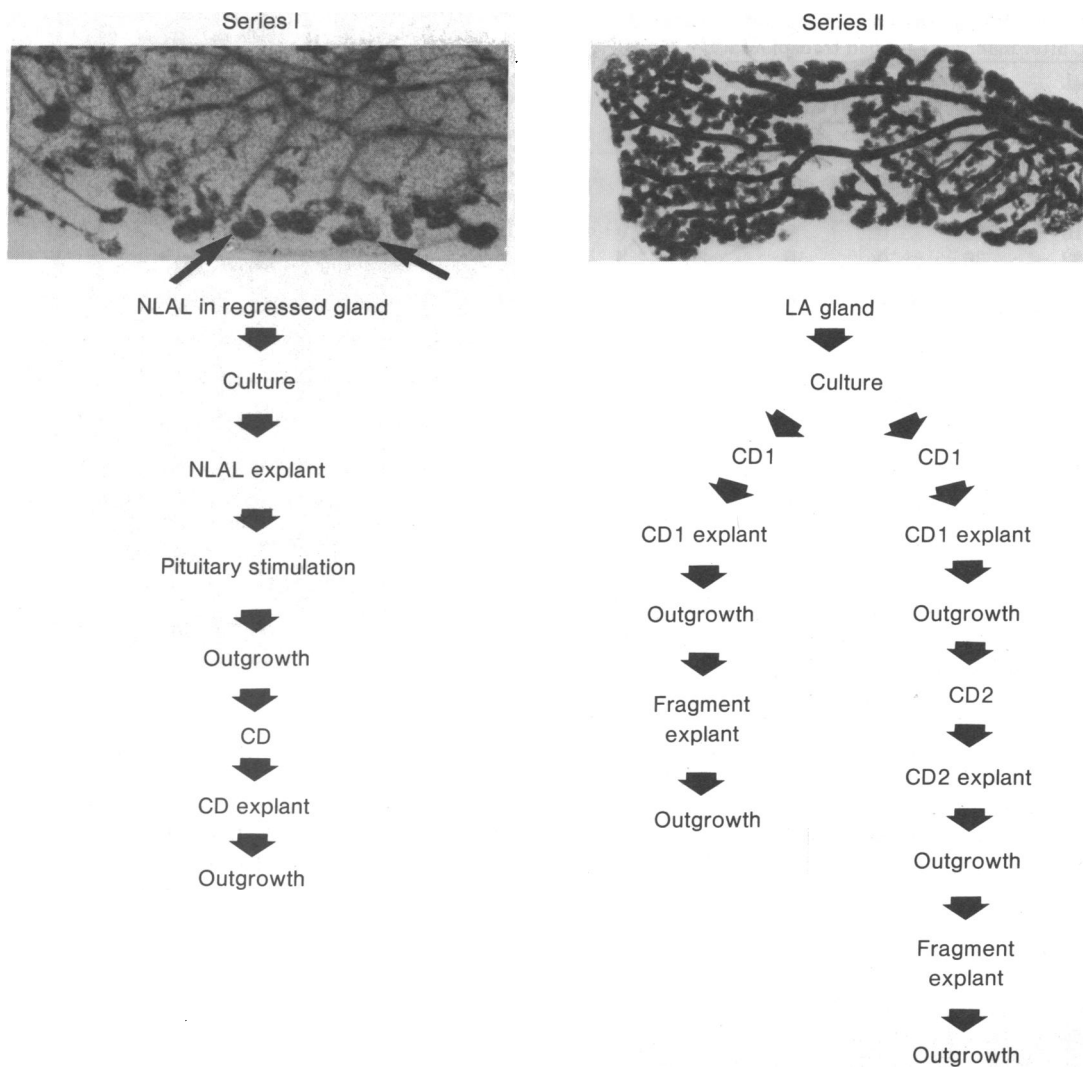 Series I
NLAL in regressed gland
Culture
NLAL explant
Pituitary stimulation
Outgrowth
CD
CD explant
Outgrowth
Series II
LA gland
Culture
CD1
CD1 explant
Outgrowth
Fragment
explant
Outgrowth
CD1
CD1 explant
Outgrowth
CD2
CD2 explant
Outgrowth
Fragment
explant
Outgrowth